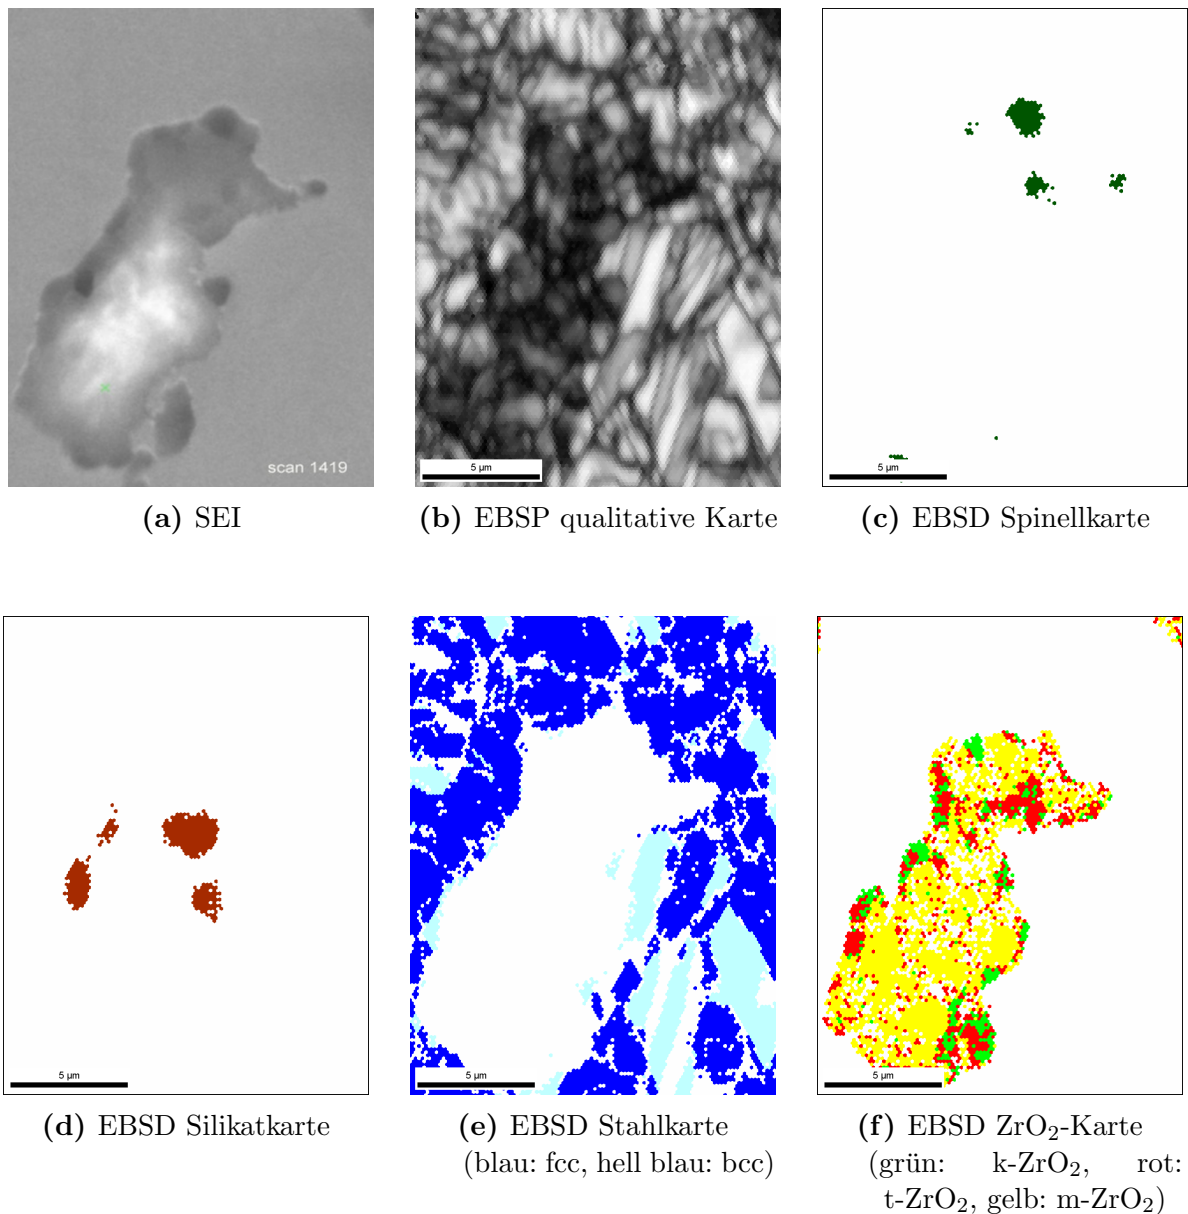 scan 1419
5 µm
5 µm
(a) SEI
(b) EBSP qualitative Karte
(c) EBSD Spinellkarte
5 µm
5 µm
5 µm
(d) EBSD Silikatkarte
(e) EBSD Stahlkarte
(blau: fcc, hell blau: bcc)
(f) EBSD ZrO₂-Karte
(grün: k-ZrO₂, rot:
t-ZrO₂, gelb: m-ZrO₂)